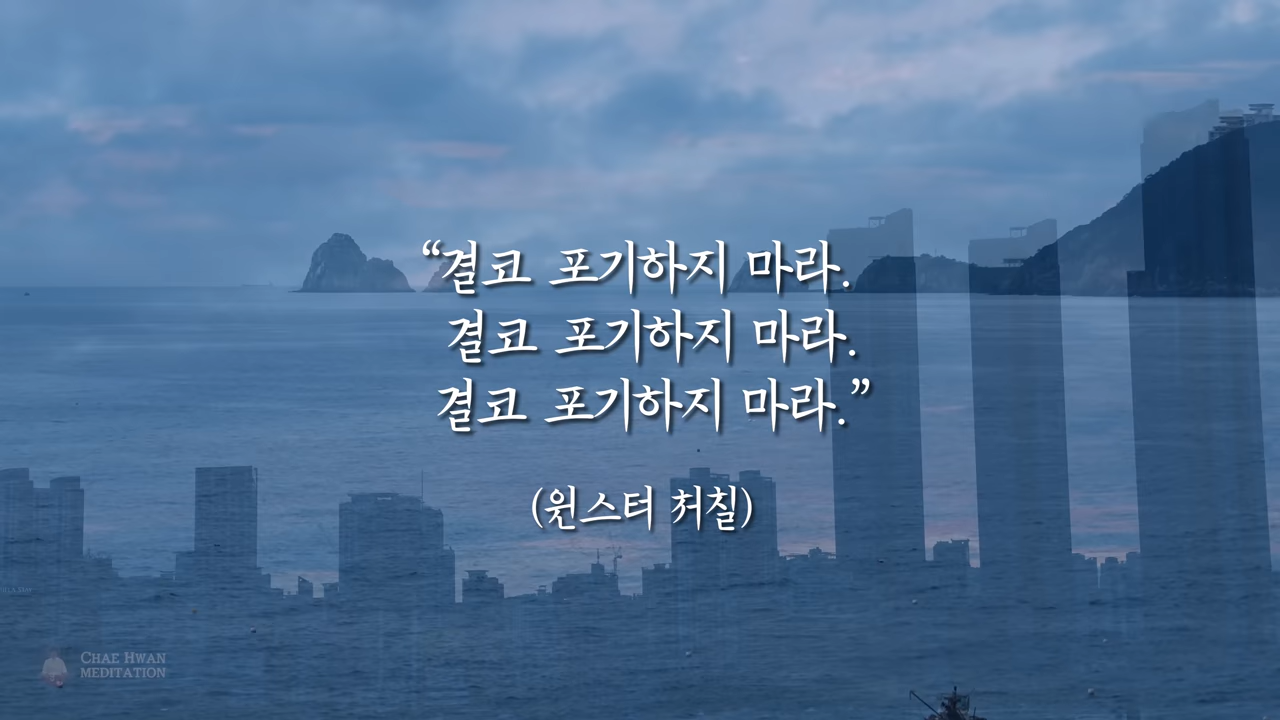 “결코 포기하지 마라.
결코 포기하지 마라.
결코 포기하지 마라.”
(윈스터 처칠)
CHAE HWAN
MEDITATION